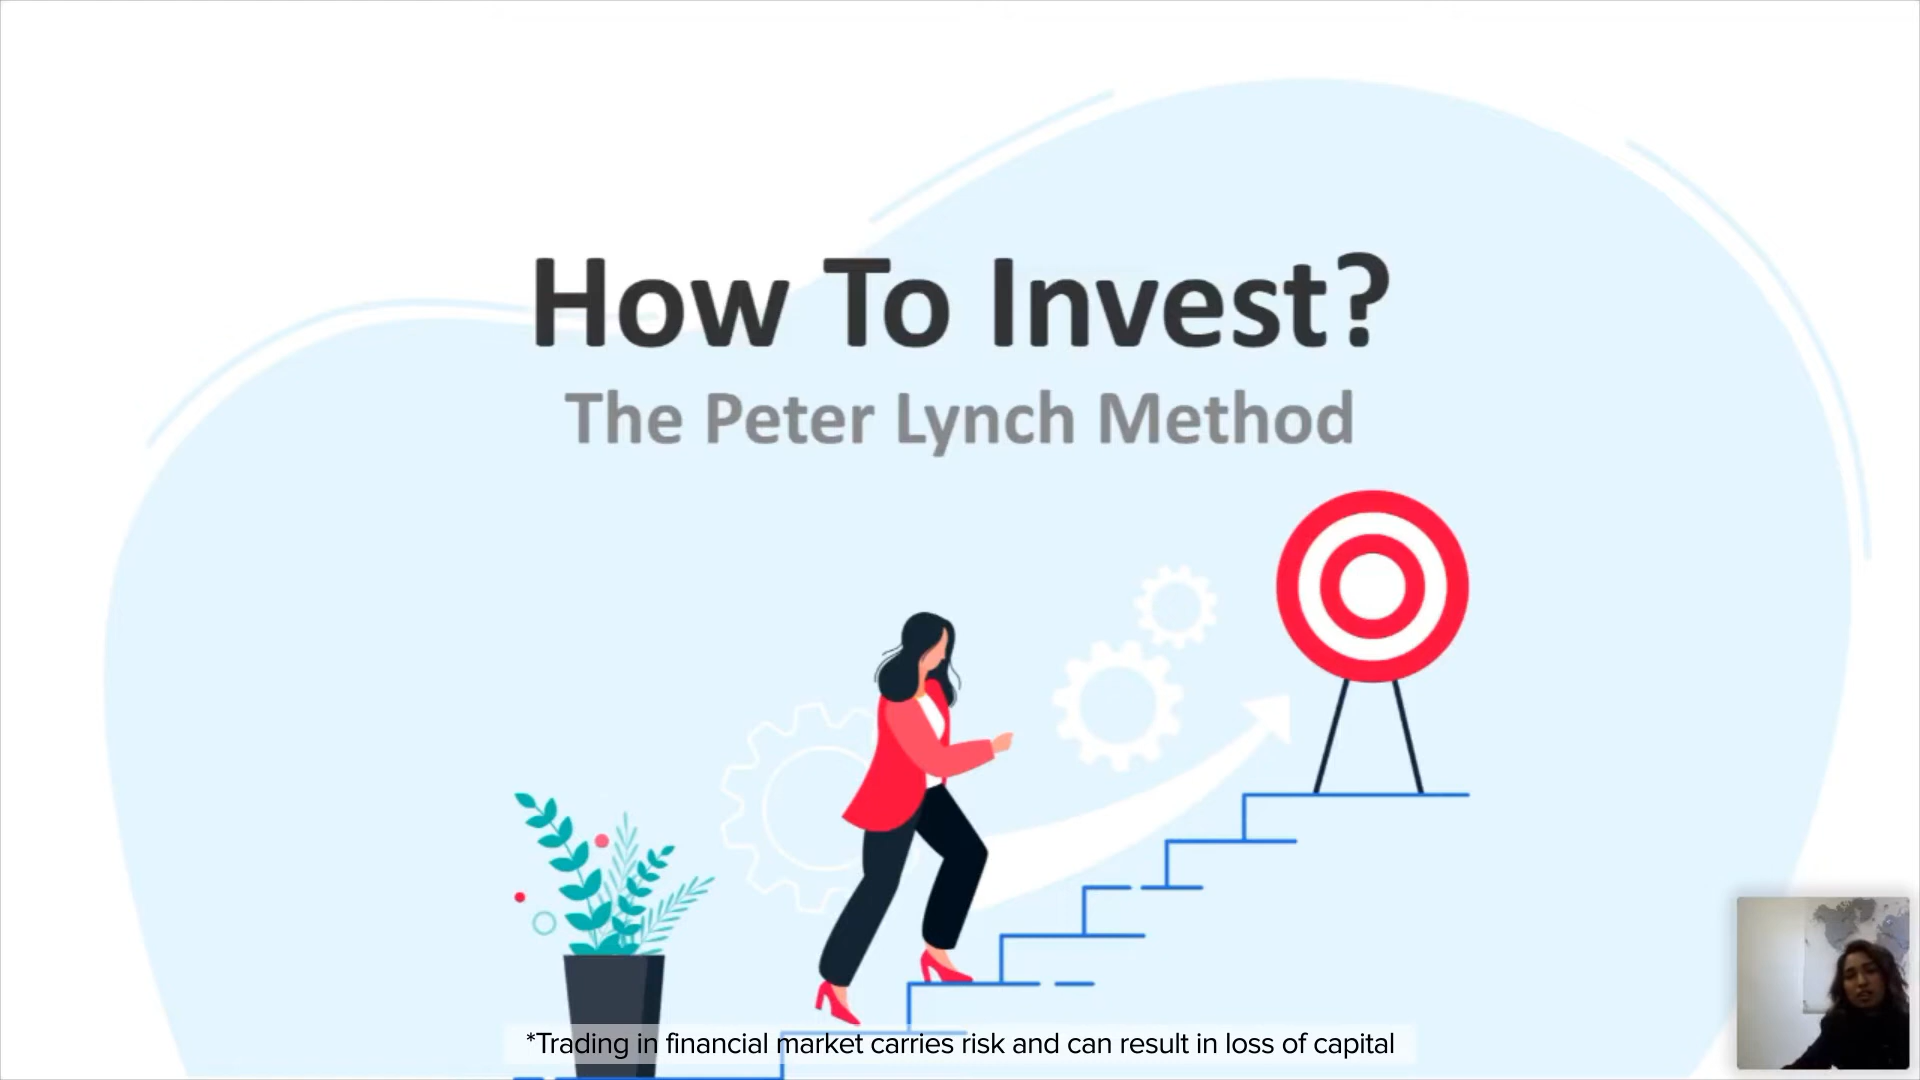 How To Invest?
The Peter Lynch Method
*Trading in financial market carries risk and can result in loss of capital